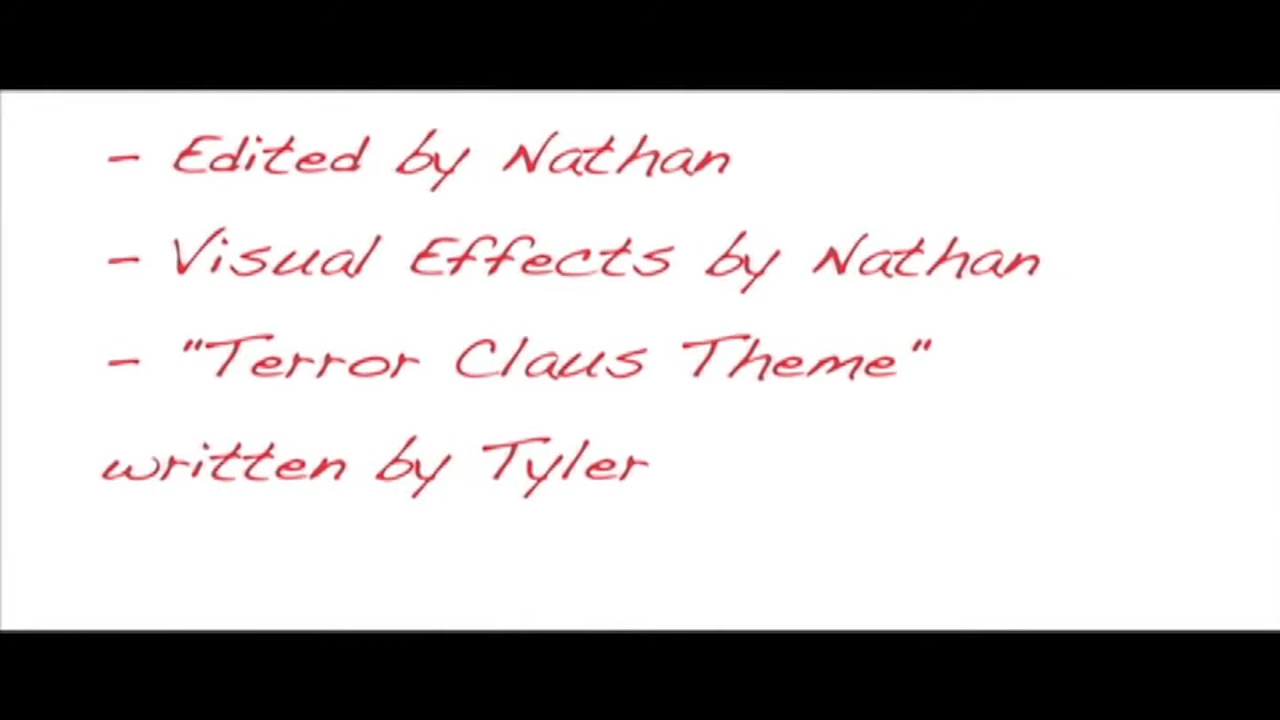 - Edited by Nathan
- Visual Effects by Nathan
- "Terror Claus Theme"
written by Tyler